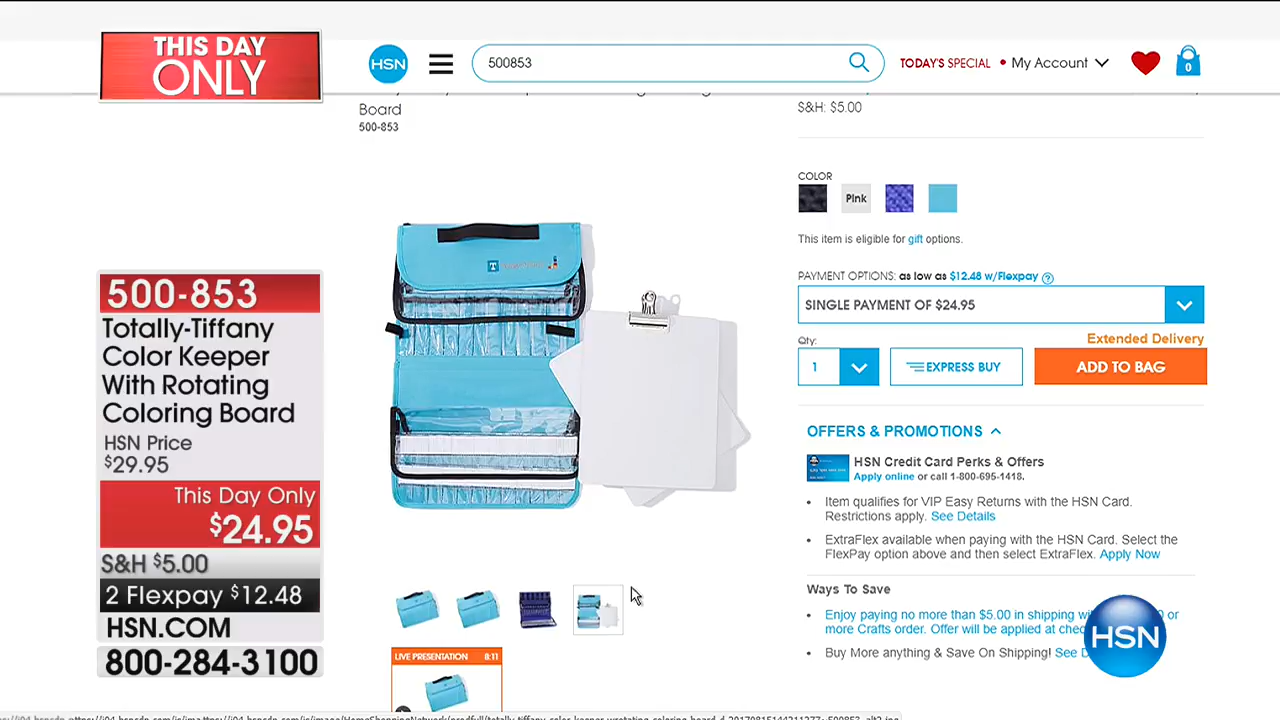 THIS DAY
ONLY
HSN
500853
TODAY'S SPECIAL
My Account
0
Board
500-853
S&H: $5.00
COLOR
Pink
This item is eligible for gift options.
PAYMENT OPTIONS: as low as $12.48 w/Flexpay ?
SINGLE PAYMENT OF $24.95
Extended Delivery
Qty:
1
EXPRESS BUY
ADD TO BAG
OFFERS & PROMOTIONS
HSN Credit Card Perks & Offers
Apply online or call 1-800-695-1418.
• Item qualifies for VIP Easy Returns with the HSN Card.
Restrictions apply. See Details
• ExtraFlex available when paying with the HSN Card. Select the
FlexPay option above and then select ExtraFlex. Apply Now
Ways To Save
Enjoy paying no more than $5.00 in shipping
or
more Crafts order. Offer will be applied at
• Buy More anything & Save On Shipping! See
HSN
500-853
Totally-Tiffany
Color Keeper
With Rotating
Coloring Board
HSN Price
$29.95
This Day Only
$24.95
S&H $5.00
2 Flexpay $12.48
HSN.COM
800-284-3100
LIVE PRESENTATION 8:11